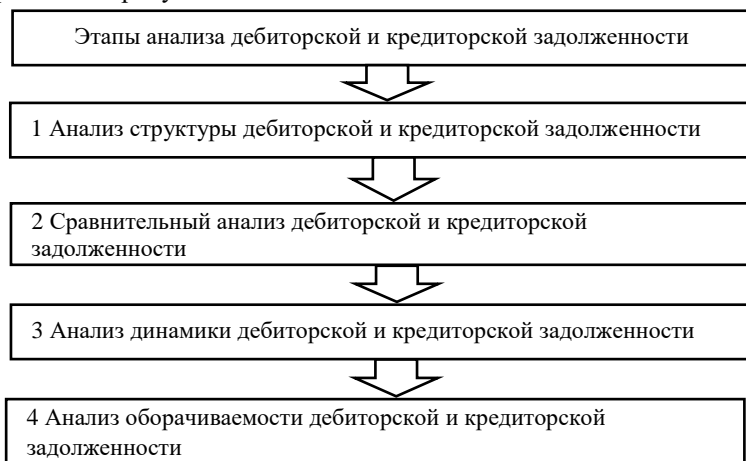 Этапы анализа дебиторской и кредиторской задолженности
1 Анализ структуры дебиторской и кредиторской задолженности
2 Сравнительный анализ дебиторской и кредиторской
задолженности
3 Анализ динамики дебиторской и кредиторской задолженности
4 Анализ оборачиваемости дебиторской и кредиторской
задолженности